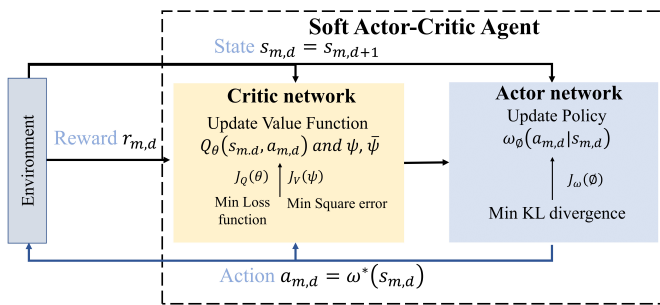 Soft Actor-Critic Agent
State s_{m,d} = s_{m,d+1}
Environment
Reward r_{m,d}
Critic network
Update Value Function
Q_θ(s_{m.d}, a_{m,d}) and ψ, ψ̄
J_Q(θ) J_V(ψ)
Min Loss
function
Min Square error
Actor network
Update Policy
ω_∅(a_{m,d}|s_{m,d})
J_ω(∅)
Min KL divergence
Action a_{m,d} = ω*(s_{m,d})